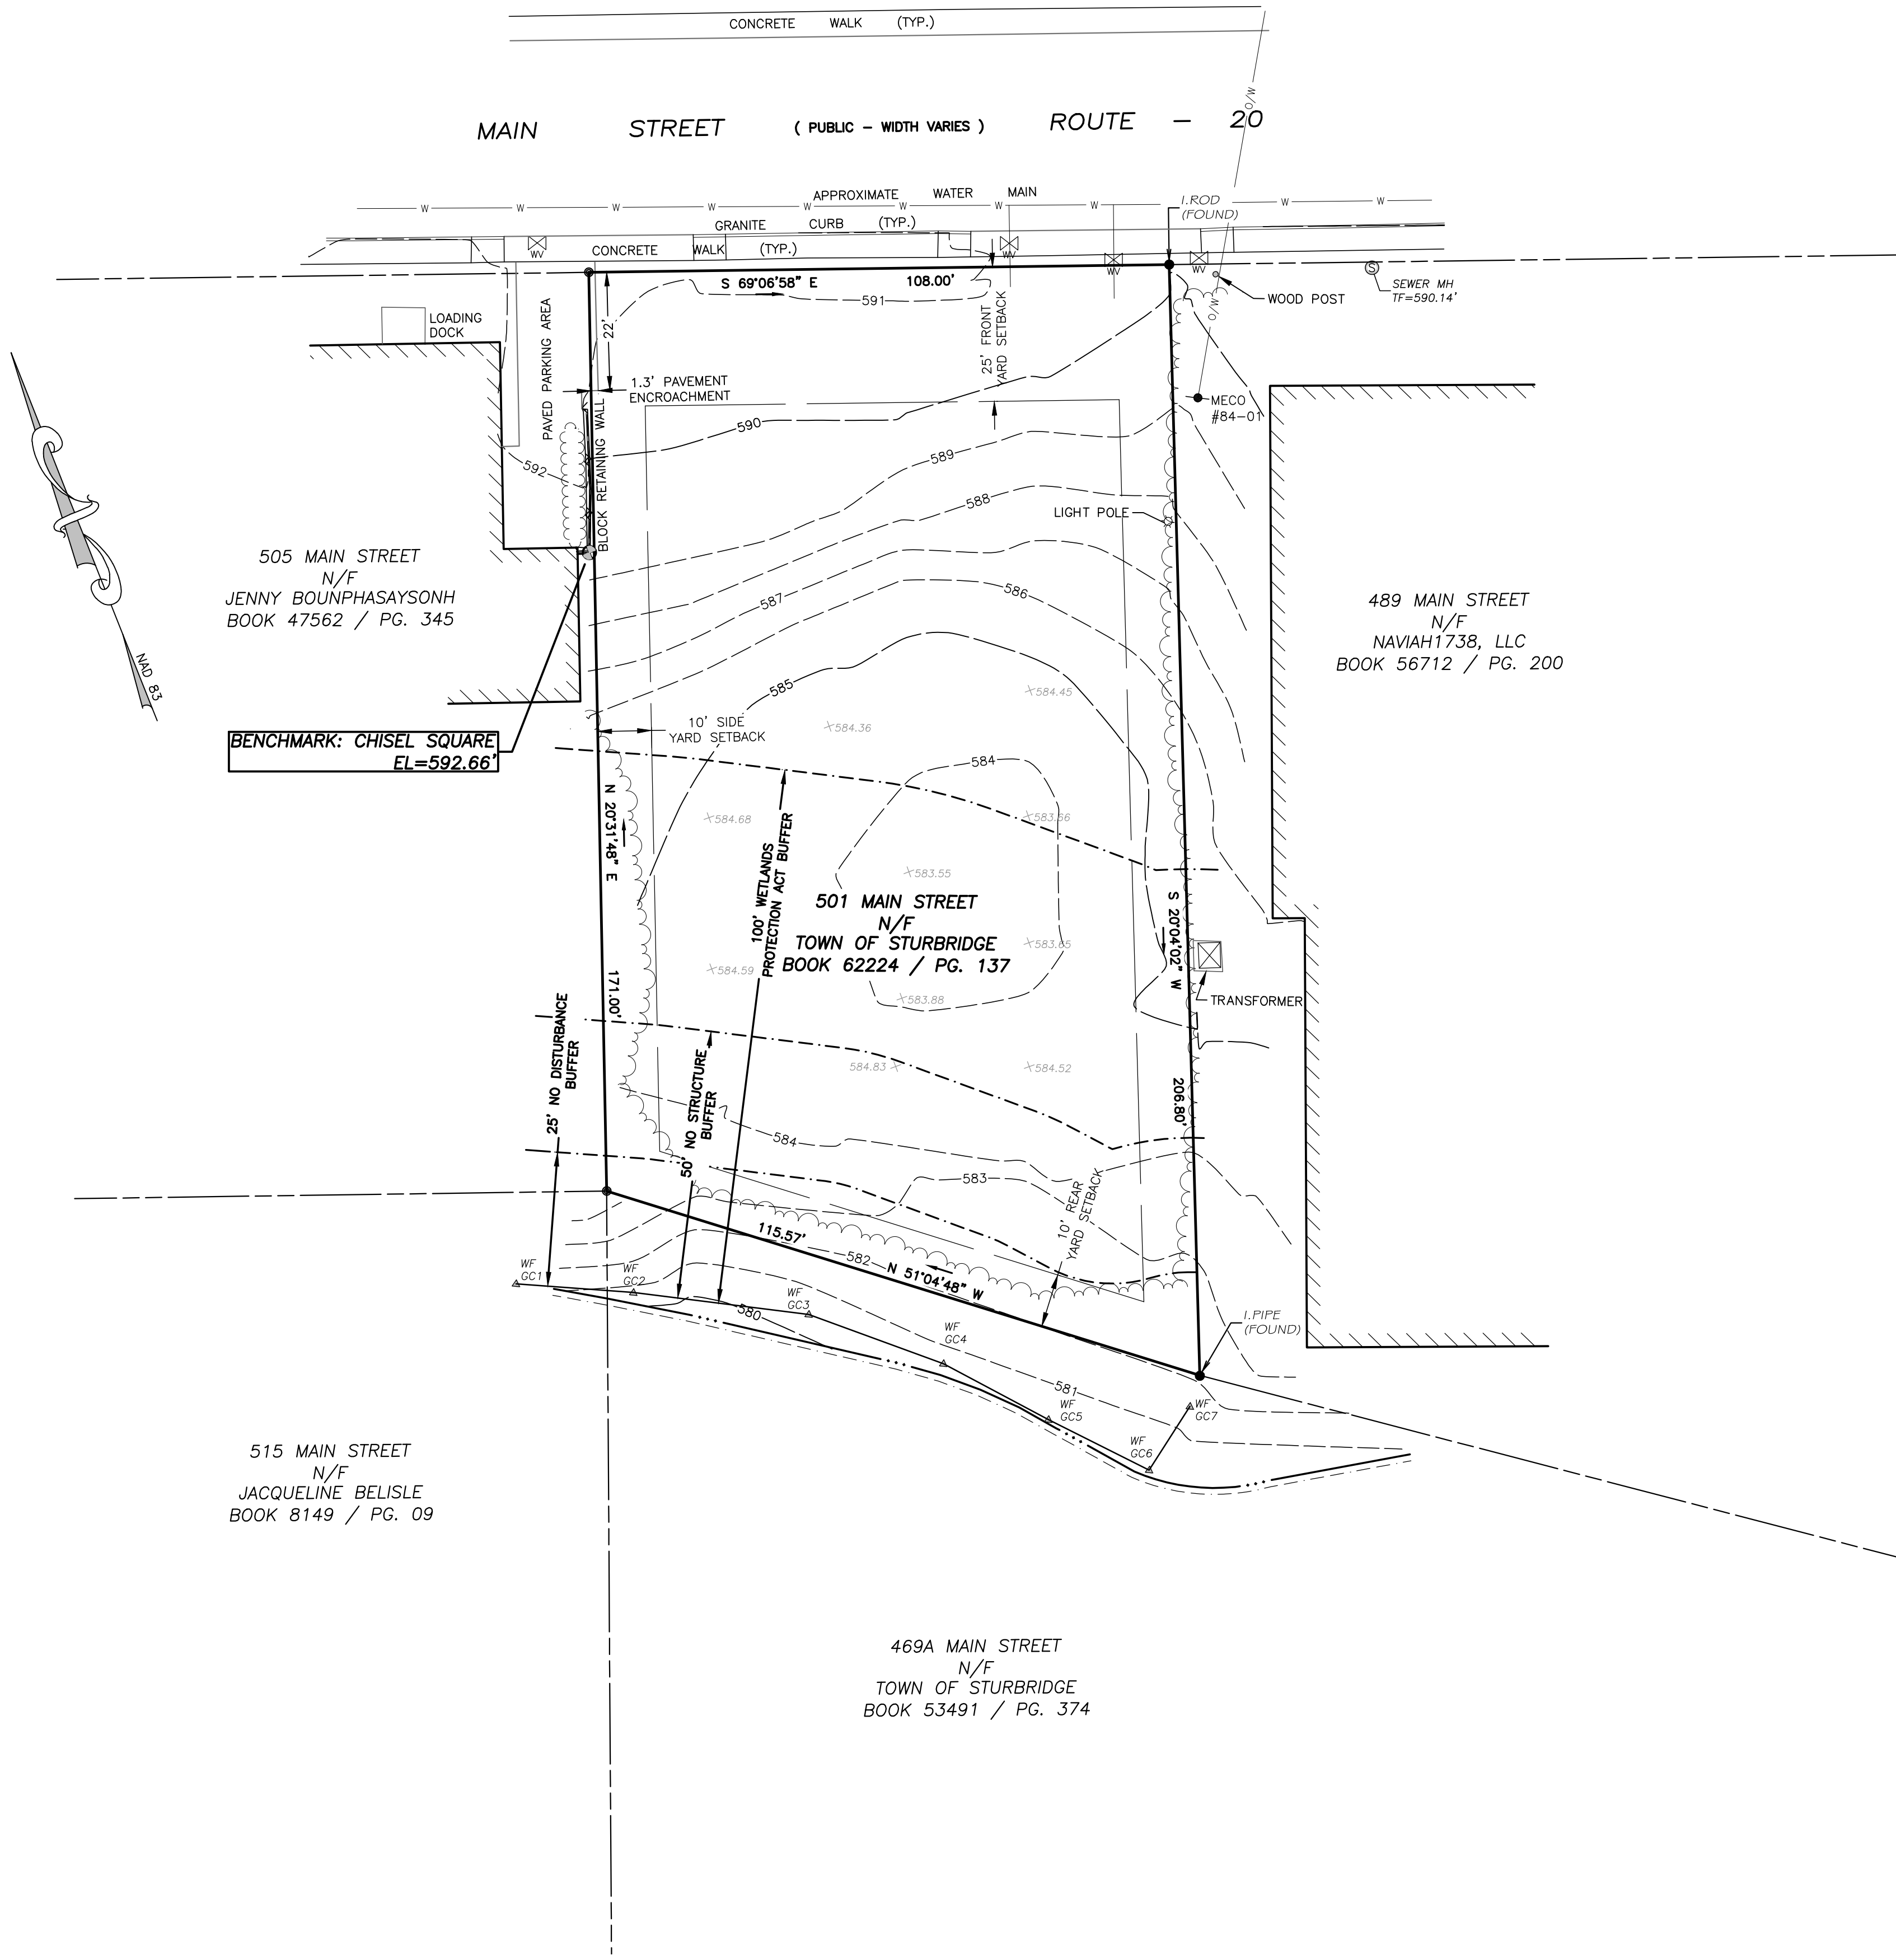 CONCRETE WALK (TYP.)
MAIN STREET ( PUBLIC - WIDTH VARIES ) ROUTE - 20
O/W
APPROXIMATE WATER MAIN
W W W W W W W W W W
I.ROD
(FOUND)
GRANITE CURB (TYP.)
CONCRETE WALK (TYP.)
WV
WV
WV
WV
S 69°06'58" E 108.00'
591
SEWER MH
TF=590.14'
WOOD POST
O/W
LOADING
DOCK
PAVED PARKING AREA
22'
25' FRONT
YARD SETBACK
1.3' PAVEMENT
ENCROACHMENT
MECO
#84-01
BLOCK RETAINING WALL
590
592
589
588
LIGHT POLE
505 MAIN STREET
N/F
JENNY BOUNPHASAYSONH
BOOK 47562 / PG. 345
587
586
489 MAIN STREET
N/F
NAVIAH1738, LLC
BOOK 56712 / PG. 200
NAD 83
585
584.45
584.36
10' SIDE
YARD SETBACK
BENCHMARK: CHISEL SQUARE
EL=592.66'
584
N 20°31'48" E
584.68
583.66
100' WETLANDS
PROTECTION ACT BUFFER
583.55
501 MAIN STREET
N/F
TOWN OF STURBRIDGE
BOOK 62224 / PG. 137
583.65
584.59
583.88
S 20°04'02" W
171.00'
TRANSFORMER
25' NO DISTURBANCE
BUFFER
50' NO STRUCTURE
BUFFER
584.83
584.52
206.80'
584
583
10' REAR
YARD SETBACK
115.57'
582
N 51°04'48" W
WF
GC1
WF
GC2
WF
GC3
580
WF
GC4
I.PIPE
(FOUND)
581
WF
GC5
WF
GC7
WF
GC6
515 MAIN STREET
N/F
JACQUELINE BELISLE
BOOK 8149 / PG. 09
469A MAIN STREET
N/F
TOWN OF STURBRIDGE
BOOK 53491 / PG. 374